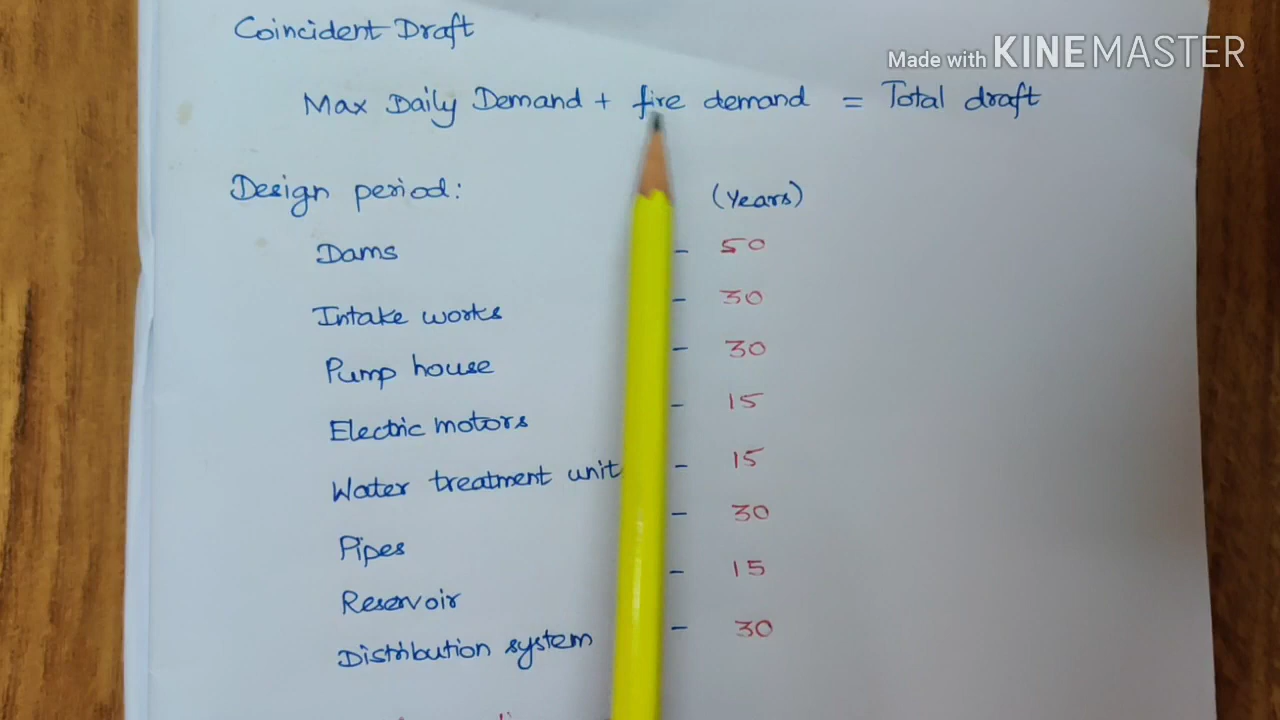 Coincident Draft
Made with KINEMASTER
Max Daily Demand + fire demand = Total draft
Design period: (Years)
Dams - 50
Intake works - 30
Pump house - 30
Electric motors - 15
Water treatment unit - 15
Pipes - 30
Reservoir - 15
Distribution system - 30